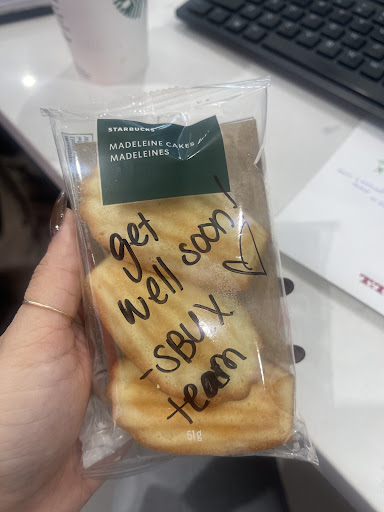 STARBUCKS
MADELEINE CAKES
MADELEINES
get
well soon! ♡
-SBUX
team
51g